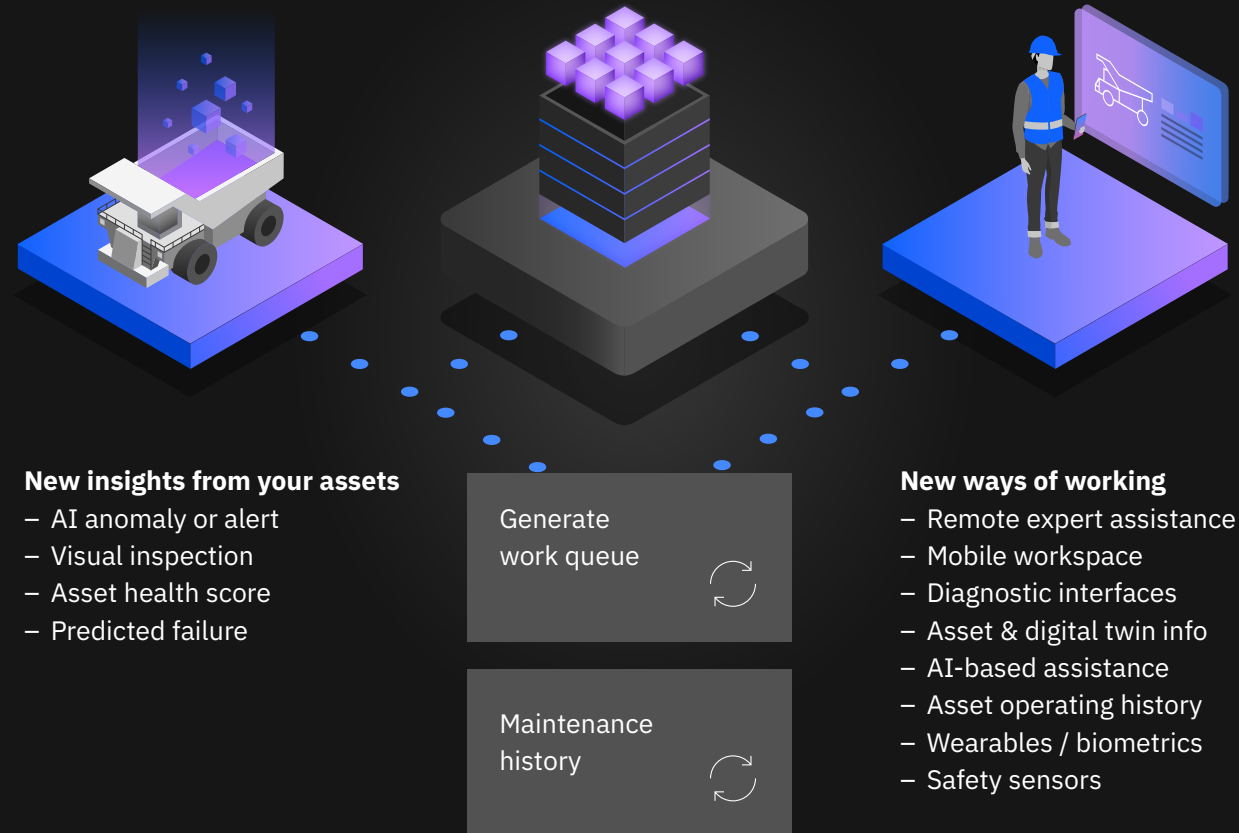 New insights from your assets
– AI anomaly or alert
– Visual inspection
– Asset health score
– Predicted failure
Generate
work queue
Maintenance
history
New ways of working
– Remote expert assistance
– Mobile workspace
– Diagnostic interfaces
– Asset & digital twin info
– AI-based assistance
– Asset operating history
– Wearables / biometrics
– Safety sensors